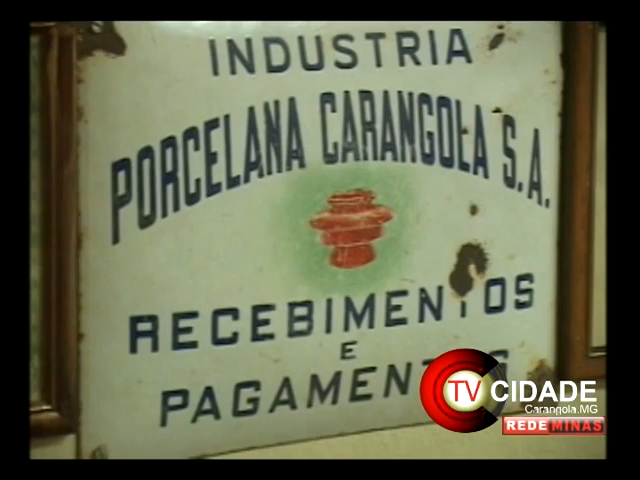 INDUSTRIA
PORCELANA CARANGOLA S.A.
RECEBIMENTOS
E
PAGAMENTOS
TV CIDADE
Carangola.MG
REDE MINAS